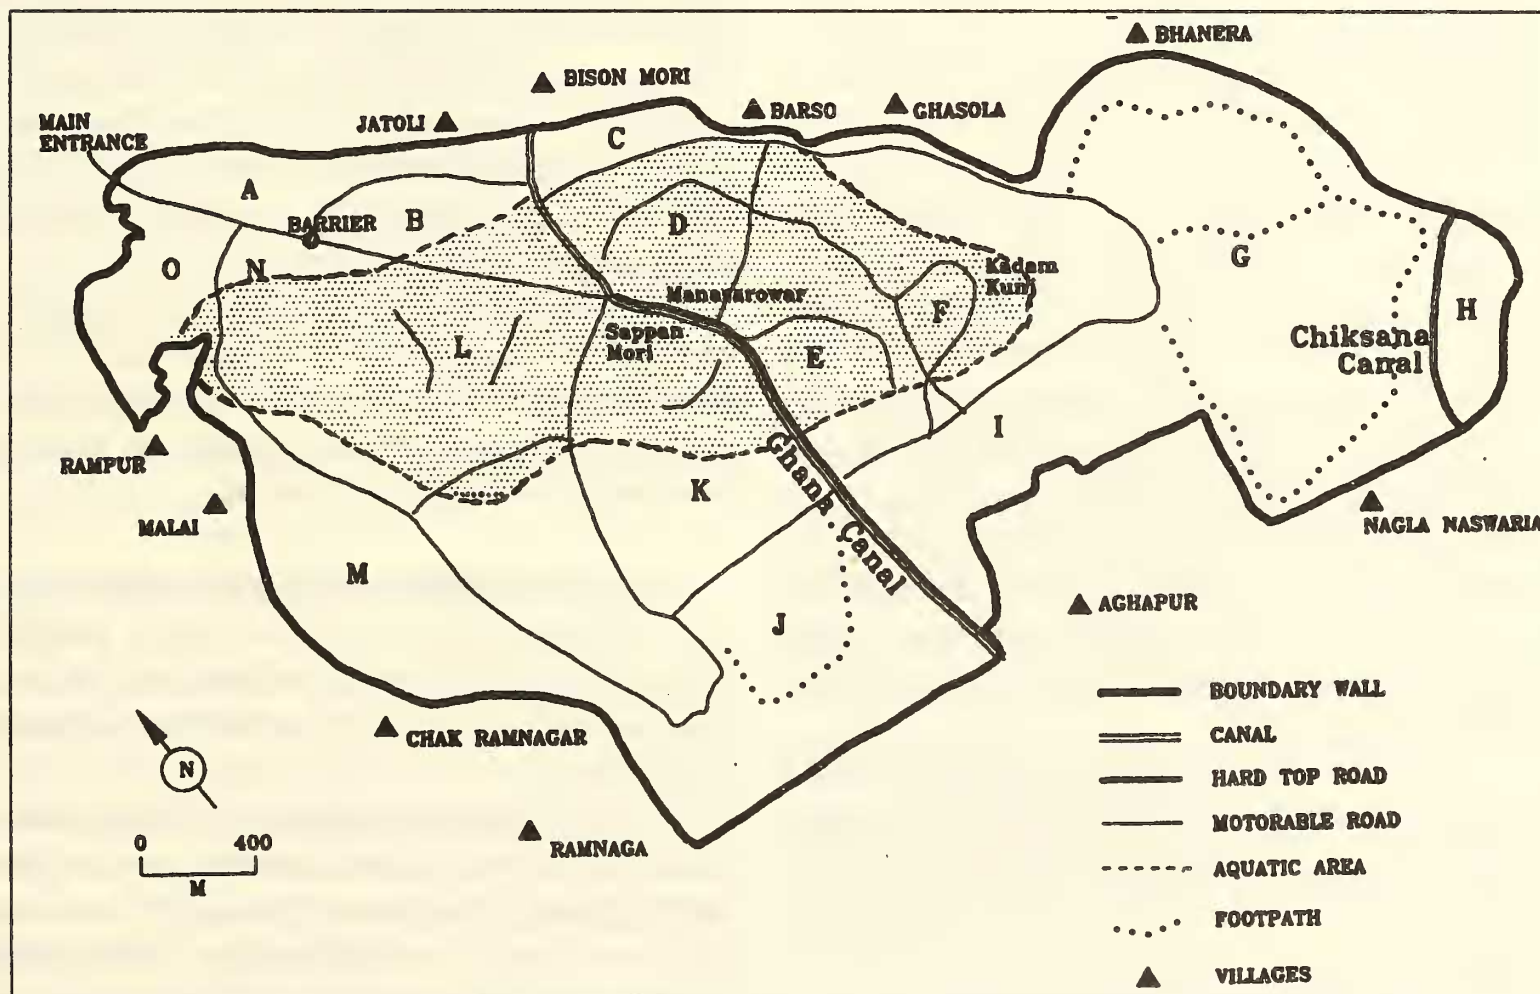 BHANERA
BISON MORI
MAIN
ENTRANCE
JATOLI
BARSO
GHASOLA
C
A
B
BARRIER
D
O
N
G
Kadam
Kunj
Manasarowar
F
H
Sappan
Mori
L
E
Chiksana
Canal
I
RAMPUR
Ghana Canal
K
MALAI
NAGLA NASWARIA
M
J
AGHAPUR
BOUNDARY WALL
CHAK RAMNAGAR
CANAL
N
HARD TOP ROAD
0 400
M
RAMNAGA
MOTORABLE ROAD
AQUATIC AREA
FOOTPATH
VILLAGES